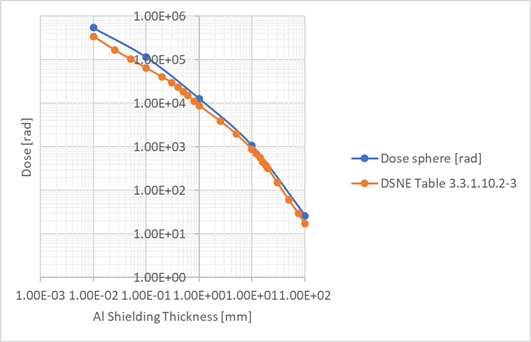 1.00E+06
1.00E+05
1.00E+04
1.00E+03
1.00E+02
1.00E+01
1.00E+00
Dose [rad]
1.00E-03 1.00E-02 1.00E-01 1.00E+00 1.00E+01 1.00E+02
Al Shielding Thickness [mm]
Dose sphere [rad]
DSNE Table 3.3.1.10.2-3